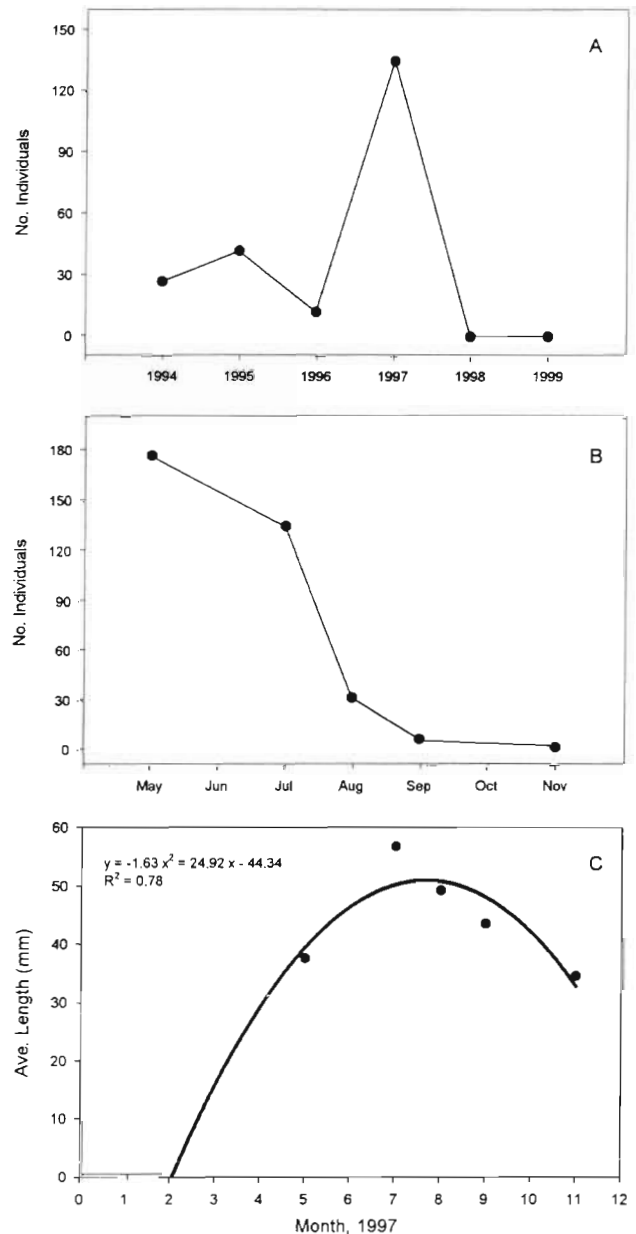 A
150
120
90
60
30
0
No. Individuals
1994 1995 1996 1997 1998 1999
B
180
150
120
90
60
30
0
No. Individuals
May Jun Jul Aug Sep Oct Nov
C
y = -1.63 x² = 24.92 x - 44.34
R² = 0.78
60
50
40
30
20
10
0
Ave. Length (mm)
0 1 2 3 4 5 6 7 8 9 10 11 12
Month, 1997